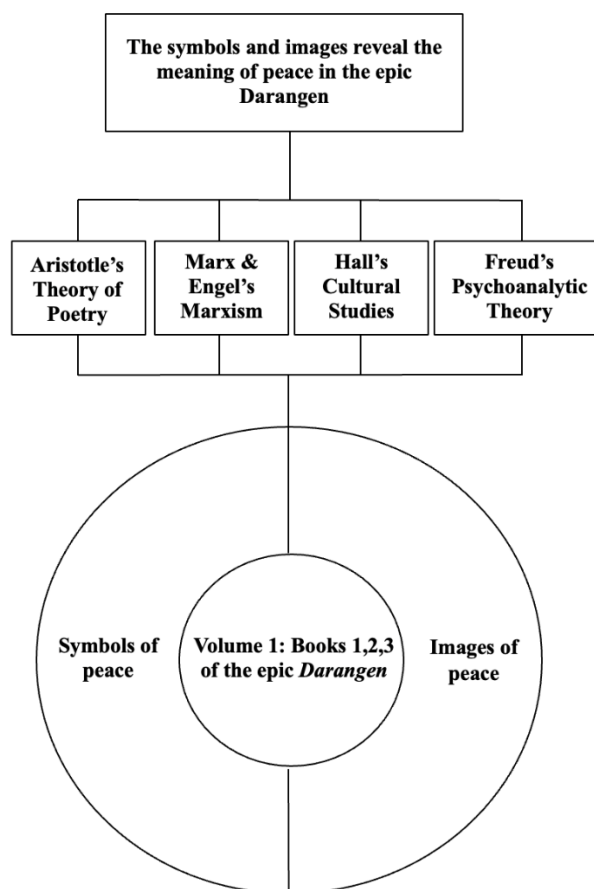 The symbols and images reveal the
meaning of peace in the epic
Darangen
Aristotle’s
Theory of
Poetry
Marx &
Engel’s
Marxism
Hall’s
Cultural
Studies
Freud’s
Psychoanalytic
Theory
Symbols of
peace
Volume 1: Books 1,2,3
of the epic Darangen
Images of
peace